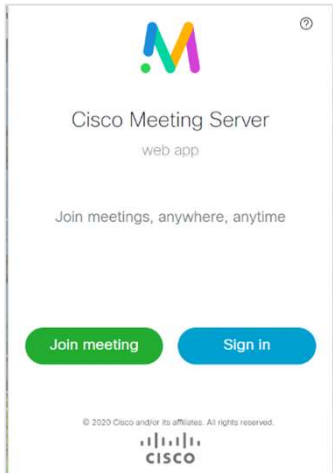 Cisco Meeting Server
web app
Join meetings, anywhere, anytime
Join meeting
Sign in
© 2020 Cisco and/or its affiliates. All rights reserved.
CISCO